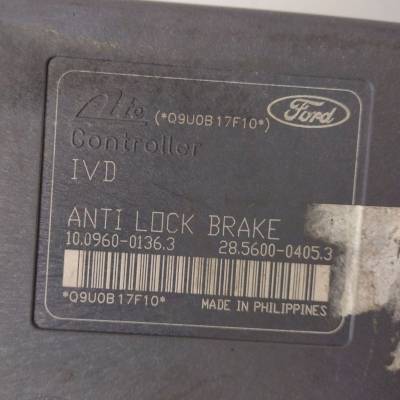 Ate (*Q9U0B17F10*) Ford
Controller
IVD
ANTI LOCK BRAKE
10.0960-0136.3 28.5600-0405.3
*Q9U0B17F10* MADE IN PHILIPPINES